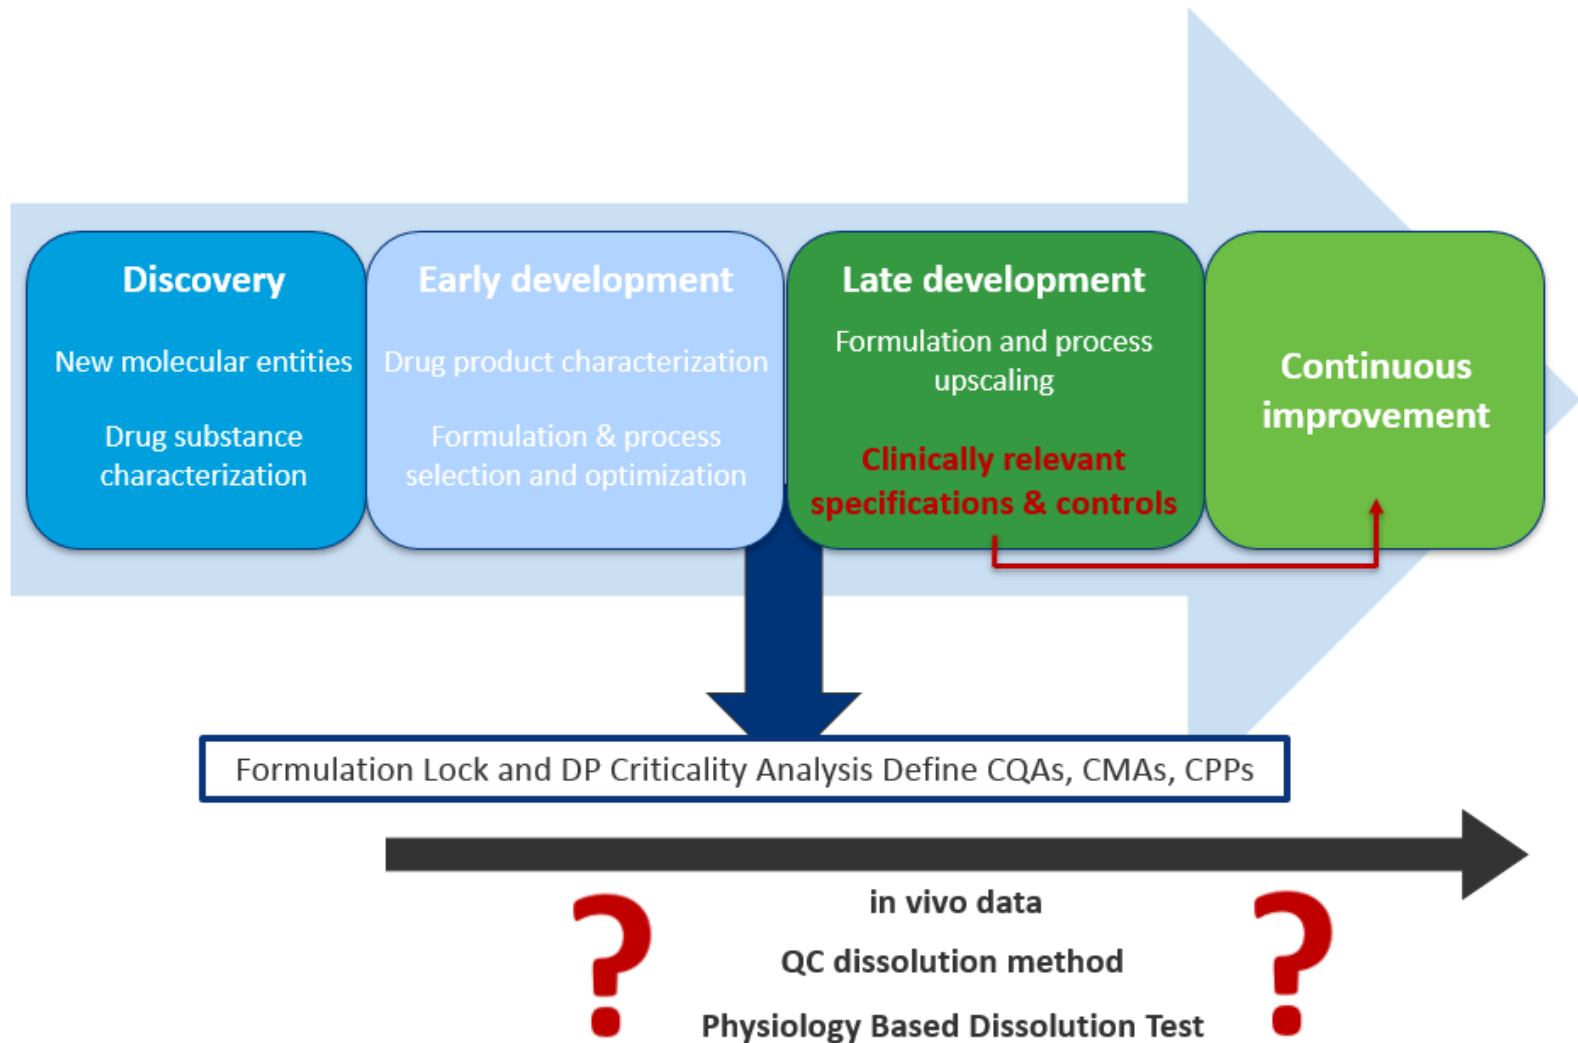 Discovery
New molecular entities
Drug substance
characterization
Early development
Drug product characterization
Formulation & process
selection and optimization
Late development
Formulation and process
upscaling
Clinically relevant
specifications & controls
Continuous
improvement
Formulation Lock and DP Criticality Analysis Define CQAs, CMAs, CPPs
?
in vivo data
QC dissolution method
Physiology Based Dissolution Test
?